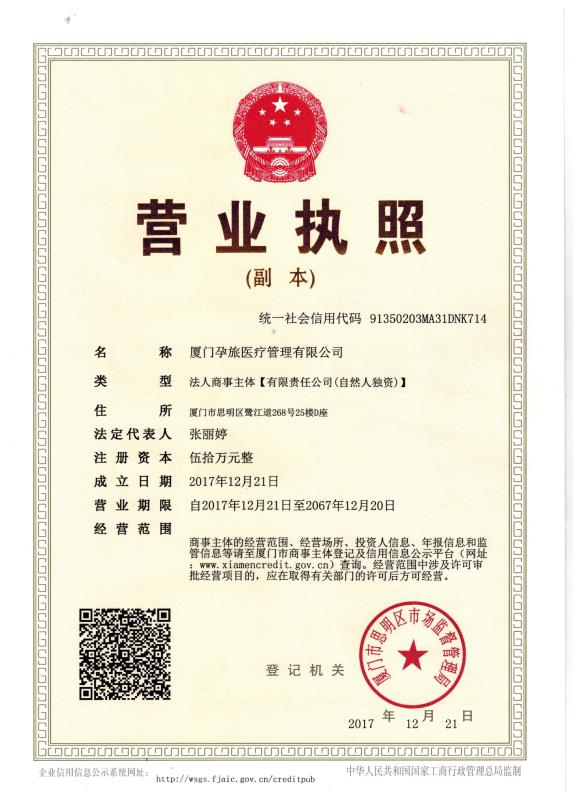 营业执照
(副 本)
统一社会信用代码 91350203MA31DNK714
名 称 厦门孕旅医疗管理有限公司
类 型 法人商事主体【有限责任公司(自然人独资)】
住 所 厦门市思明区鹭江道268号25楼D座
法定代表人 张丽婷
注册资本 伍拾万元整
成立日期 2017年12月21日
营业期限 自2017年12月21日至2067年12月20日
经营范围
商事主体的经营范围、经营场所、投资人信息、年报信息和监
管信息等请至厦门市商事主体登记及信用信息公示平台（网址
：www.xiamencredit.gov.cn）查询。经营范围中涉及许可审
批经营项目的，应在取得有关部门的许可后方可经营。
厦门市思明区市场监督管理局
登记机关
2017 年 12 月 21 日
企业信用信息公示系统网址： http://wsgs.fjaic.gov.cn/creditpub
中华人民共和国国家工商行政管理总局监制